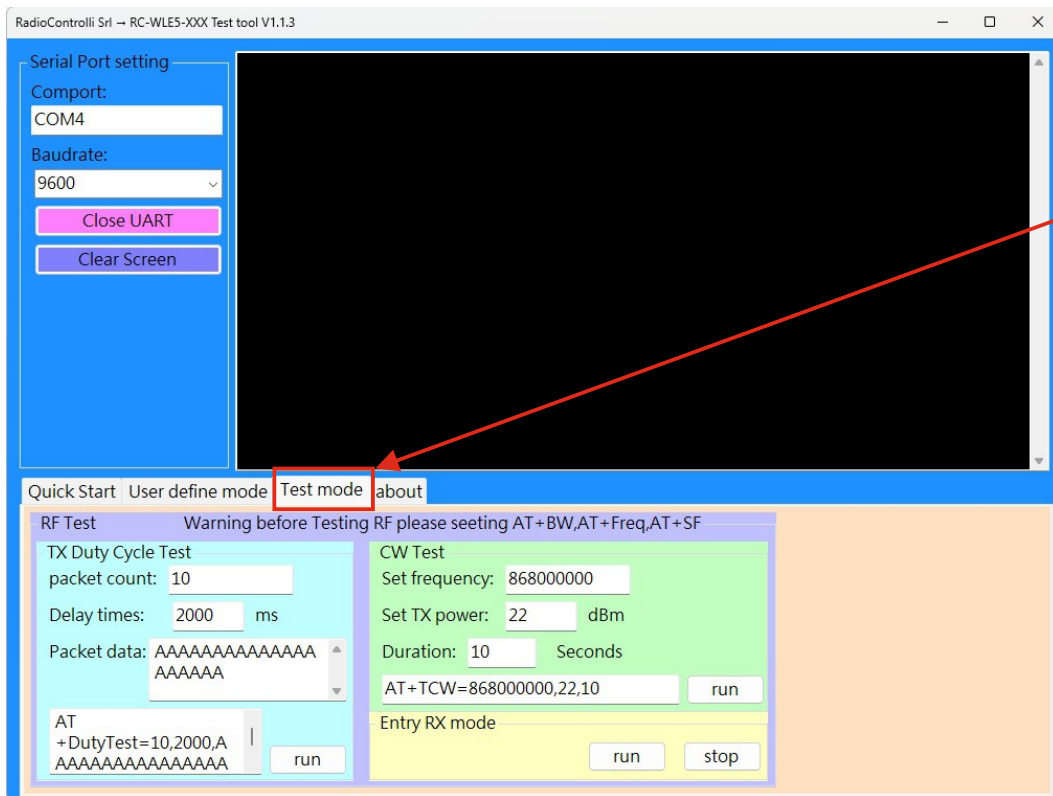 RadioControlli Srl → RC-WLE5-XXX Test tool V1.1.3
Serial Port setting
Comport:
COM4
Baudrate:
9600
Close UART
Clear Screen
Quick Start User define mode Test mode about
RF Test Warning before Testing RF please seeting AT+BW,AT+Freq,AT+SF
TX Duty Cycle Test
packet count: 10
Delay times: 2000 ms
Packet data: AAAAAAAAAAAAAA
AAAAAA
AT
+DutyTest=10,2000,A
AAAAAAAAAAAAAAA
run
CW Test
Set frequency: 868000000
Set TX power: 22 dBm
Duration: 10 Seconds
AT+TCW=868000000,22,10 run
Entry RX mode
run stop